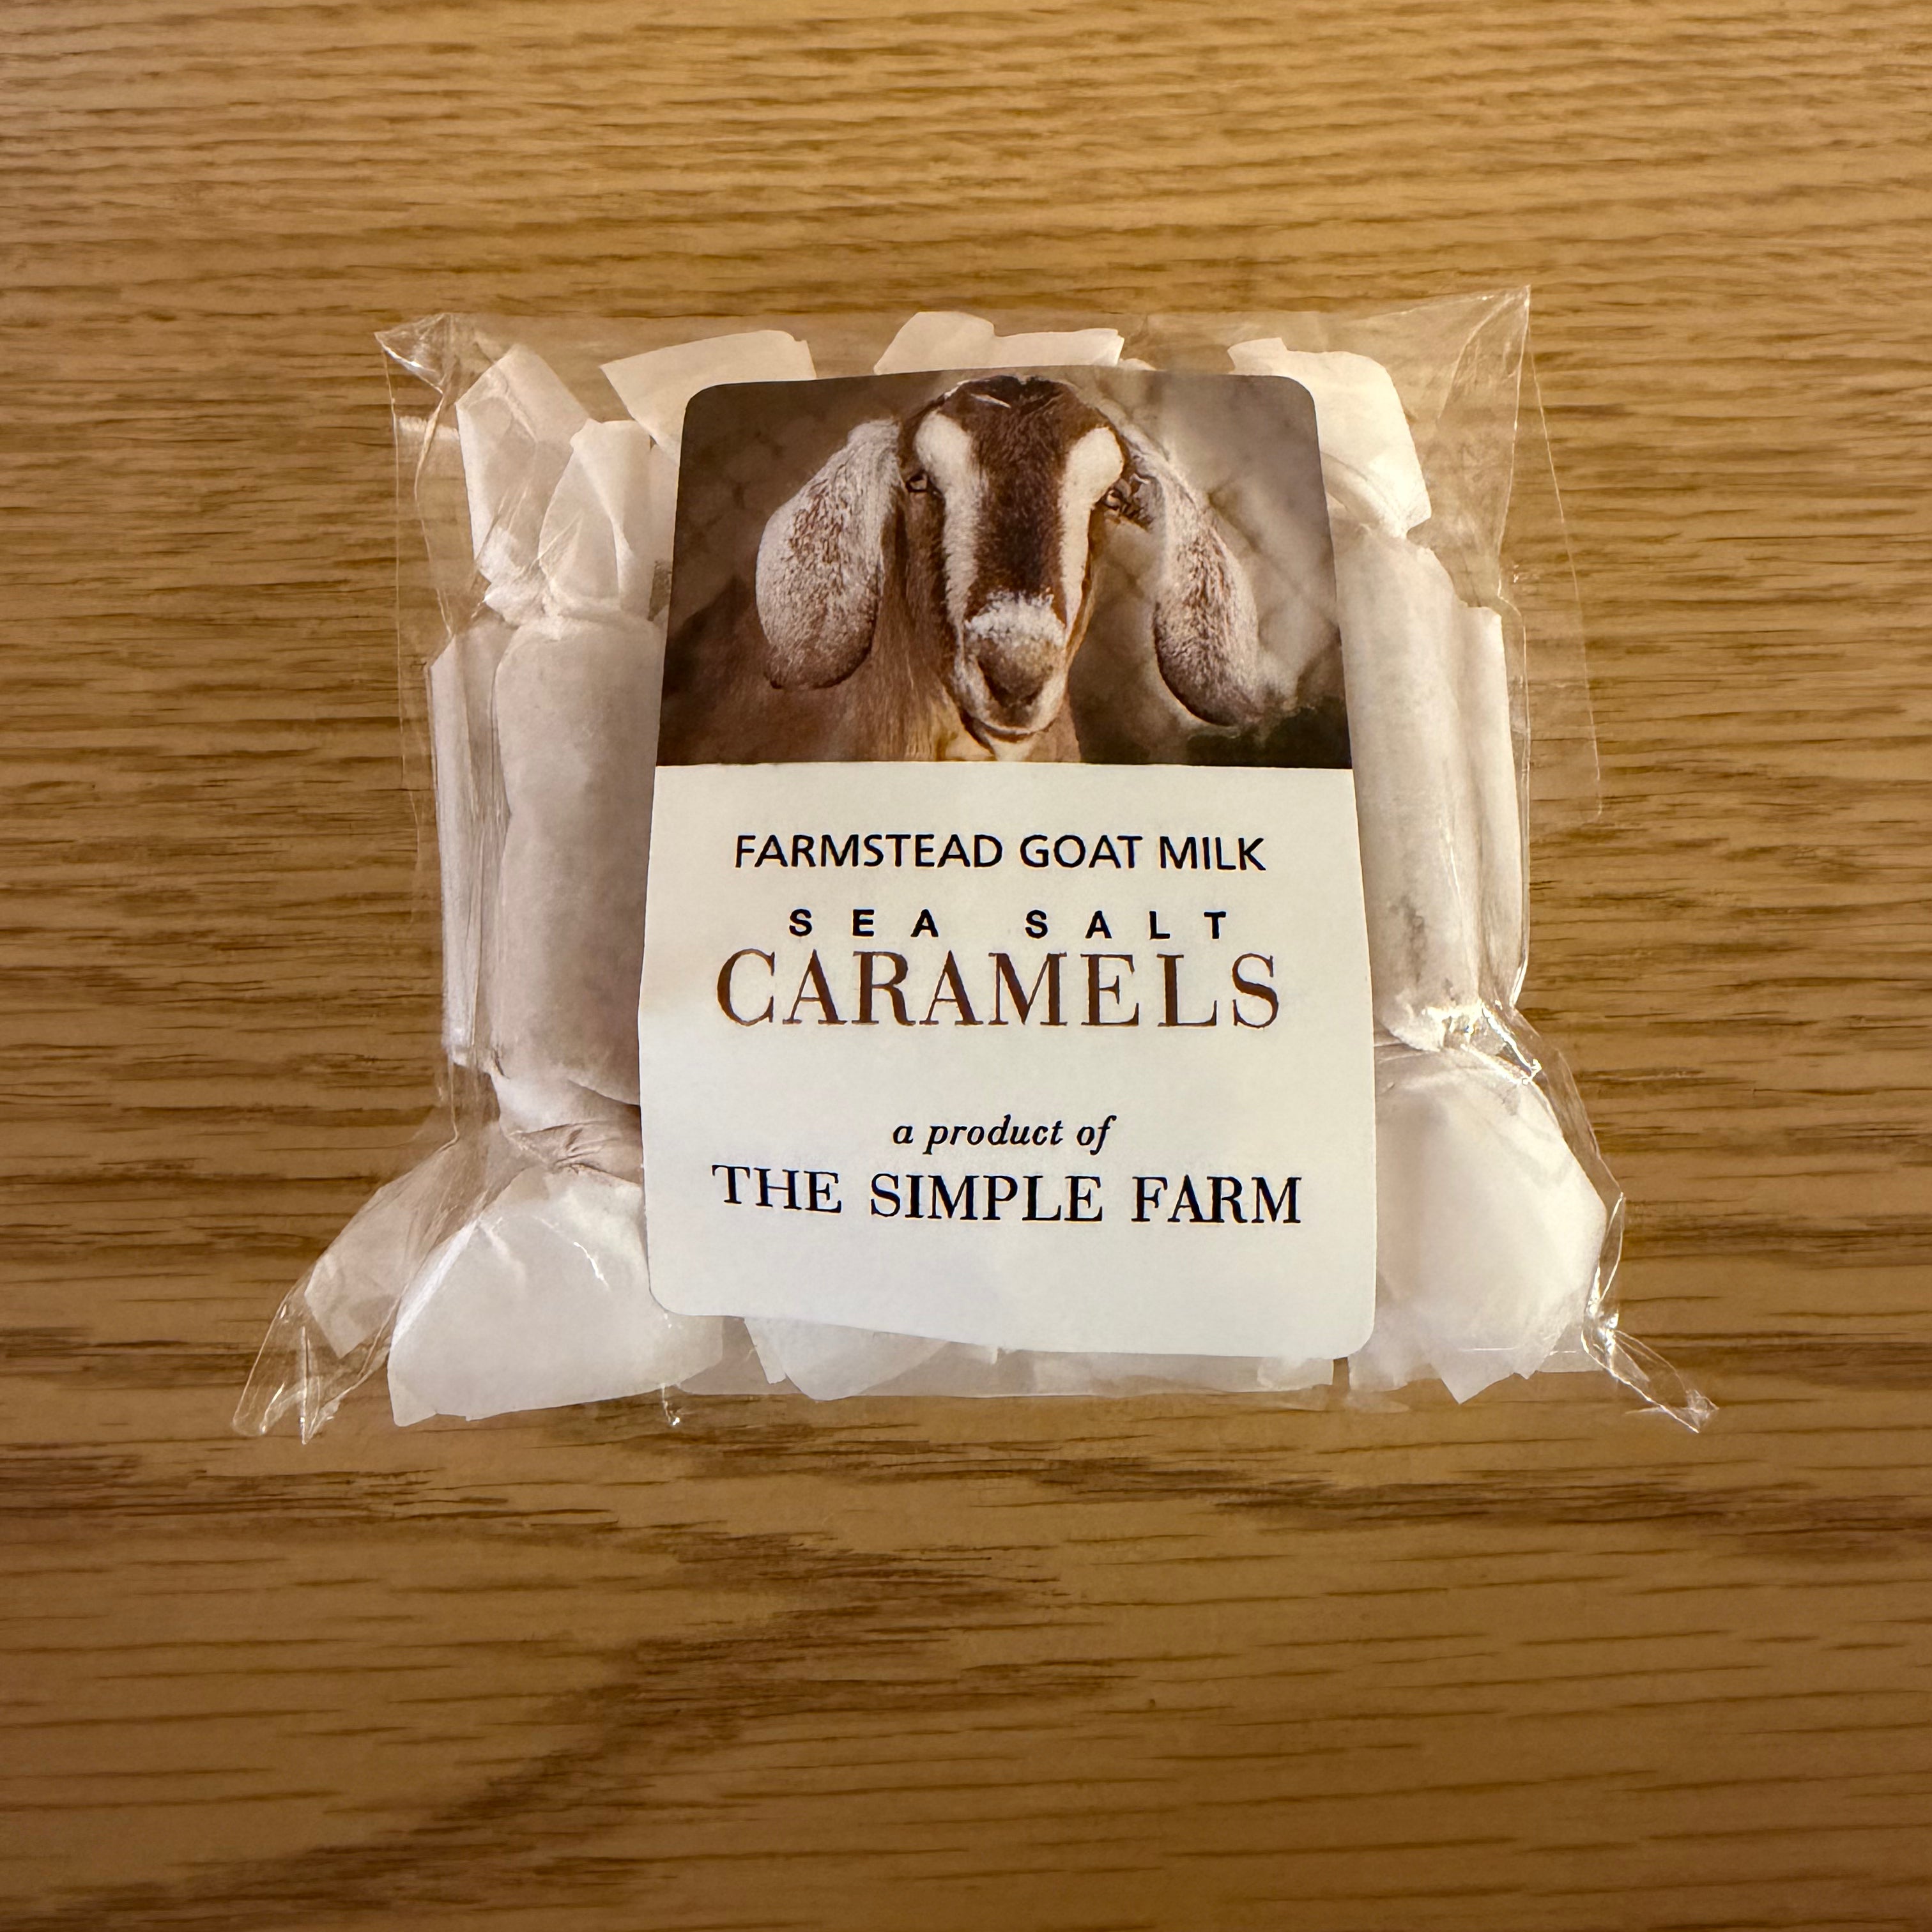 FARMSTEAD GOAT MILK
SEA SALT
CARAMELS
a product of
THE SIMPLE FARM